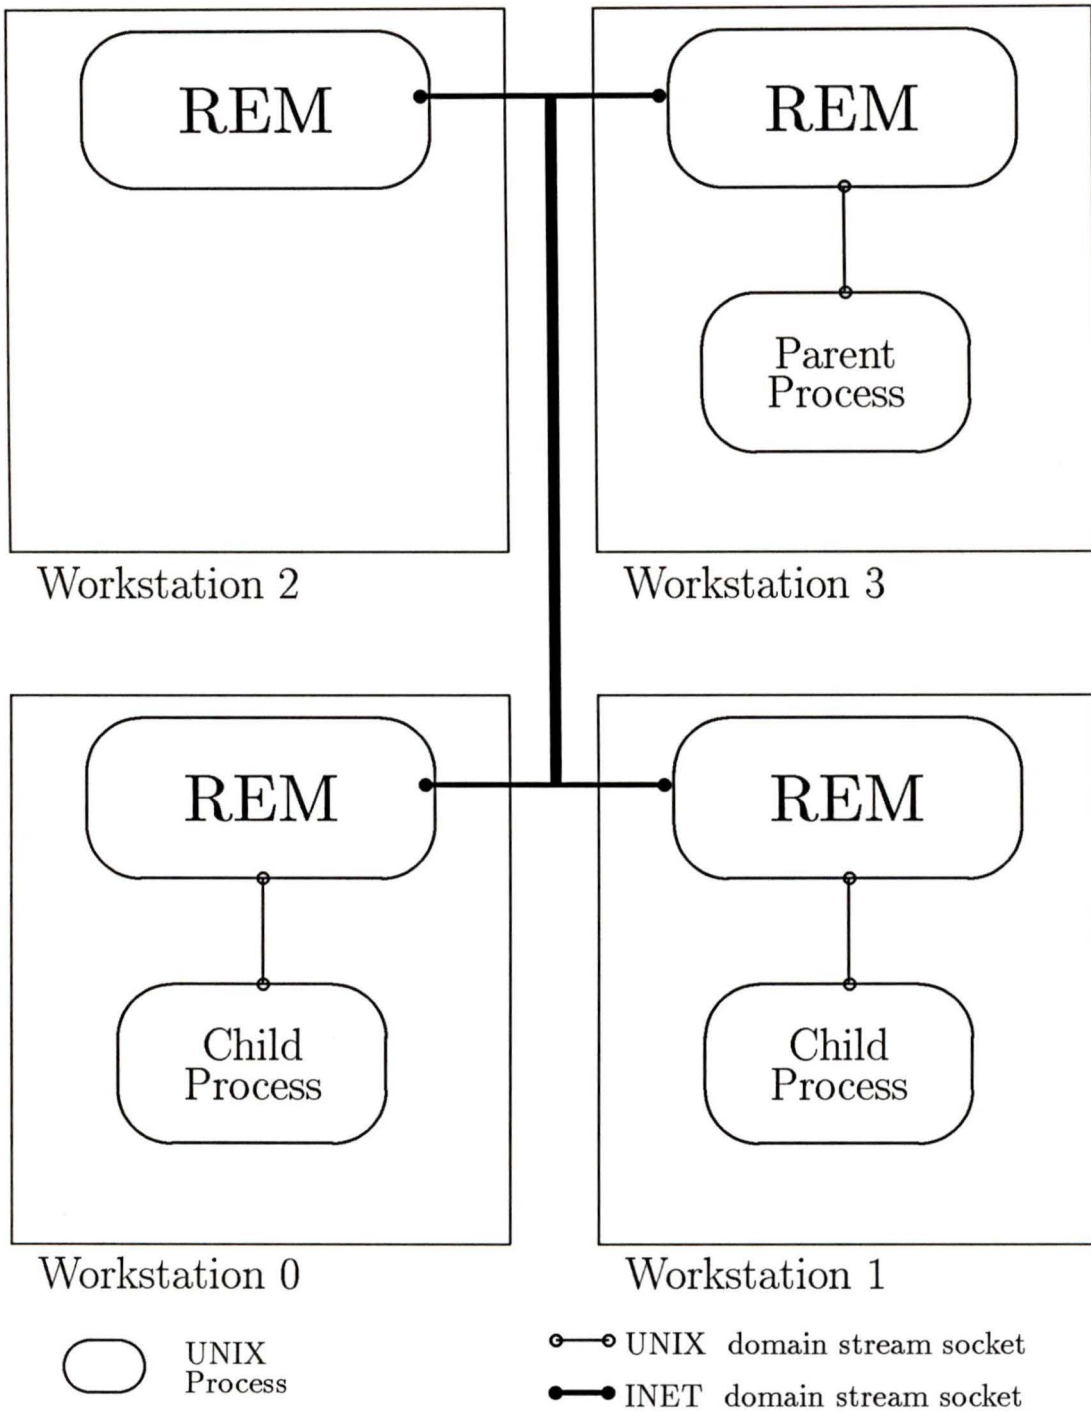 REM
REM
Parent
Process
Workstation 2
Workstation 3
REM
REM
Child
Process
Child
Process
Workstation 0
Workstation 1
UNIX
Process
UNIX domain stream socket
INET domain stream socket